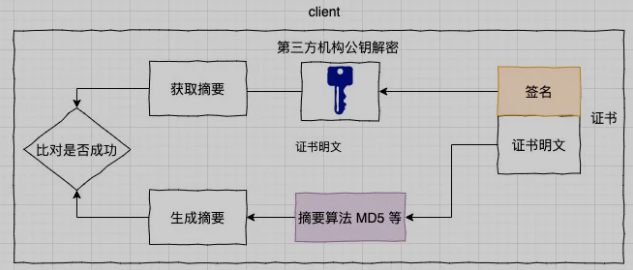 client
第三方机构公钥解密
获取摘要
签名
证书
比对是否成功
证书明文
证书明文
生成摘要
摘要算法 MD5 等